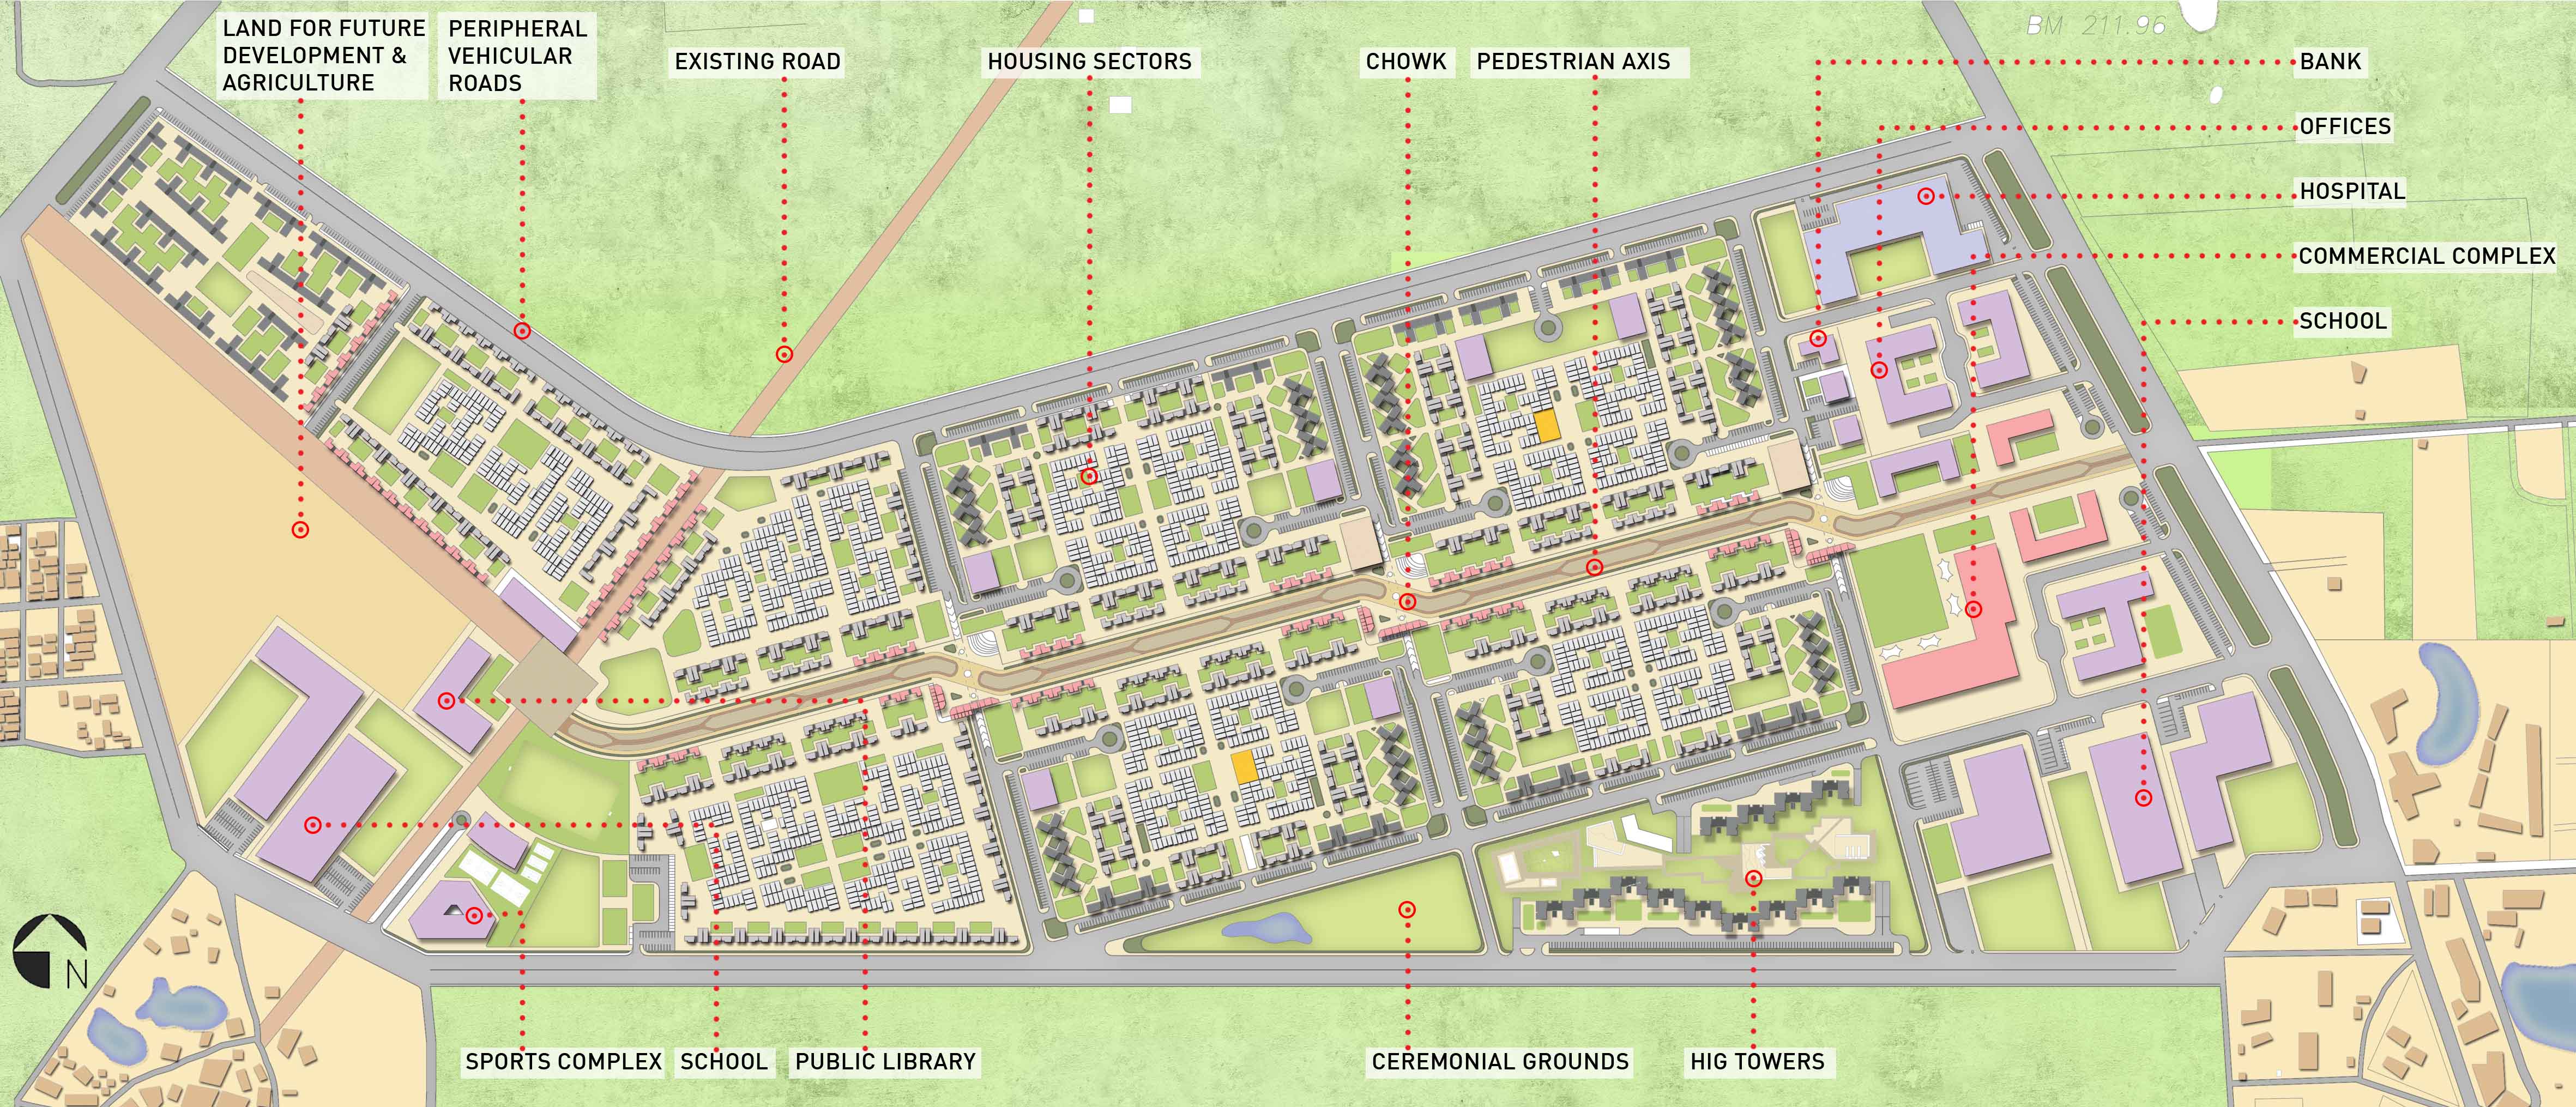 BM 211.96
LAND FOR FUTURE
DEVELOPMENT &
AGRICULTURE
PERIPHERAL
VEHICULAR
ROADS
EXISTING ROAD
HOUSING SECTORS
CHOWK
PEDESTRIAN AXIS
BANK
OFFICES
HOSPITAL
COMMERCIAL COMPLEX
SCHOOL
N
SPORTS COMPLEX
SCHOOL
PUBLIC LIBRARY
CEREMONIAL GROUNDS
HIG TOWERS